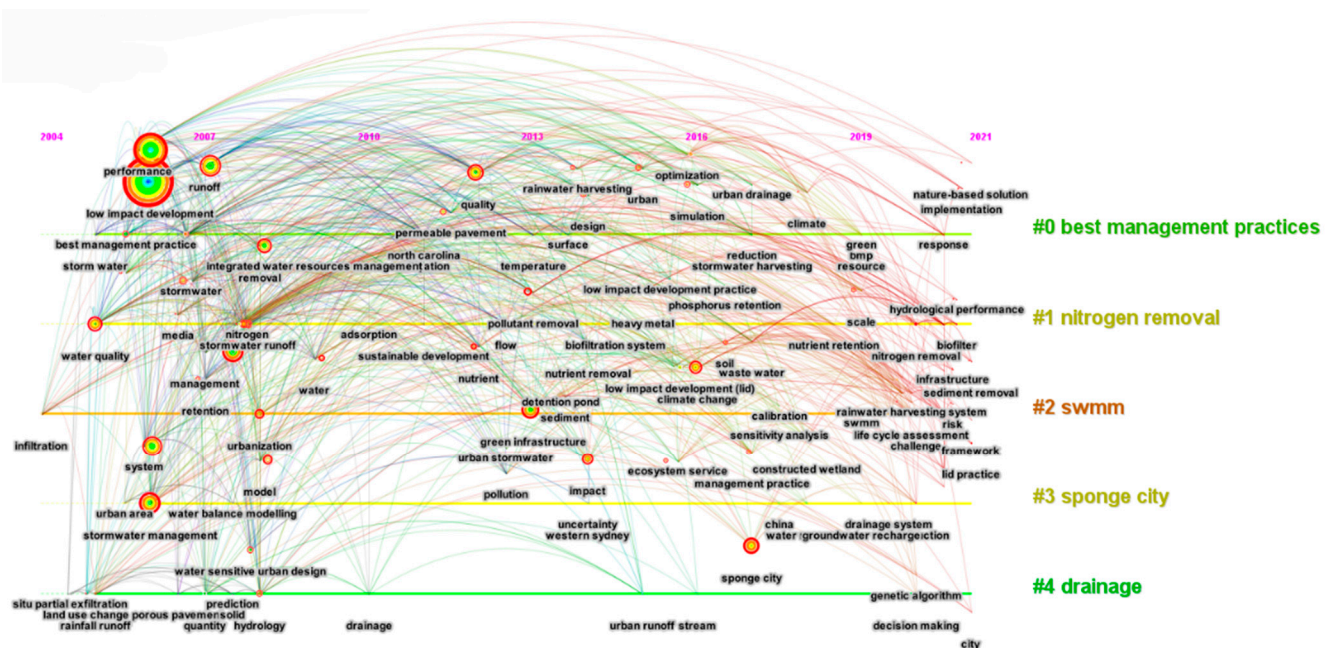 2004 2007 2010 2013 2016 2019 2021
performance
runoff
rainwater harvesting
optimization
urban
urban drainage
nature-based solution
low impact development
quality
simulation
implementation
permeable pavement
design
climate
#0 best management practices
best management practice
surface
green
response
north carolina
reduction
bmp
storm water
integrated water resources management
temperature
stormwater harvesting
resource
removal
stormwater
low impact development practice
phosphorus retention
hydrological performance
#1 nitrogen removal
pollutant removal
heavy metal
scale
media
nitrogen
adsorption
stormwater runoff
flow
biofiltration system
nutrient retention
biofilter
water quality
sustainable development
nitrogen removal
soil
waste water
nutrient removal
nutrient
infrastructure
management
water
low impact development (lid)
sediment removal
climate change
detention pond
#2 swmm
retention
sediment
calibration
rainwater harvesting system
swmm
risk
infiltration
urbanization
green infrastructure
sensitivity analysis
life cycle assessment
challenge
framework
urban stormwater
system
ecosystem service
constructed wetland
lid practice
management practice
model
pollution
impact
#3 sponge city
urban area
water balance modelling
uncertainty
china
drainage system
stormwater management
western sydney
water
groundwater recharge
water sensitive urban design
sponge city
#4 drainage
situ partial exfiltration
prediction
genetic algorithm
land use change
porous pavement
solid
rainfall runoff
quantity
hydrology
drainage
urban runoff
stream
decision making
city